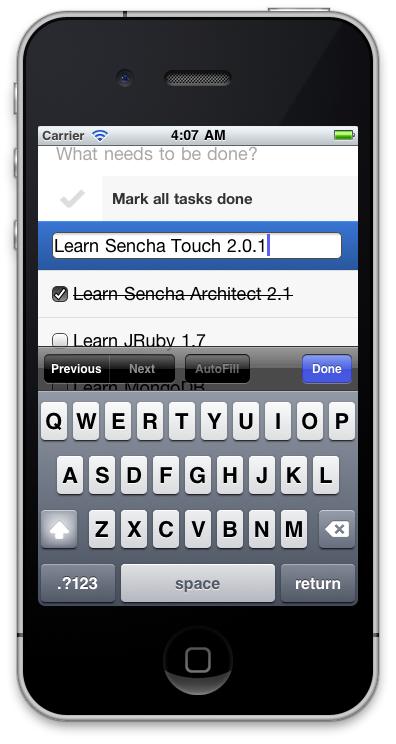 Carrier 4:07 AM
What needs to be done?
Mark all tasks done
Learn Sencha Touch 2.0.1
Learn Sencha Architect 2.1
Learn JRuby 1.7
Previous Next AutoFill Done
Learn MongoDB
Q W E R T Y U I O P
A S D F G H J K L
Z X C V B N M
.?123 space return